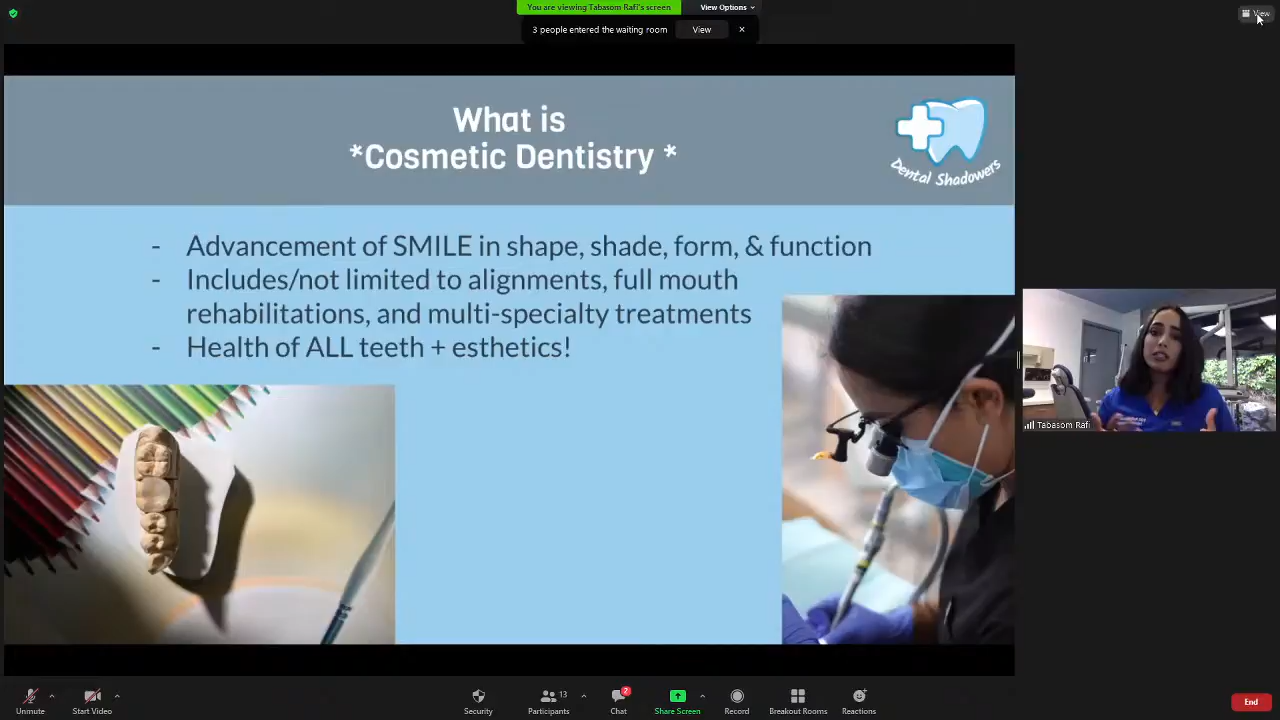 You are viewing Tabasom Rafi's screen
View Options
View
3 people entered the waiting room
View
What is
*Cosmetic Dentistry *
Dental Shadowers
- Advancement of SMILE in shape, shade, form, & function
- Includes/not limited to alignments, full mouth
rehabilitations, and multi-specialty treatments
- Health of ALL teeth + esthetics!
Tabasom Rafi
Unmute
Start Video
Security
Participants
13
Chat
2
Share Screen
Record
Breakout Rooms
Reactions
End